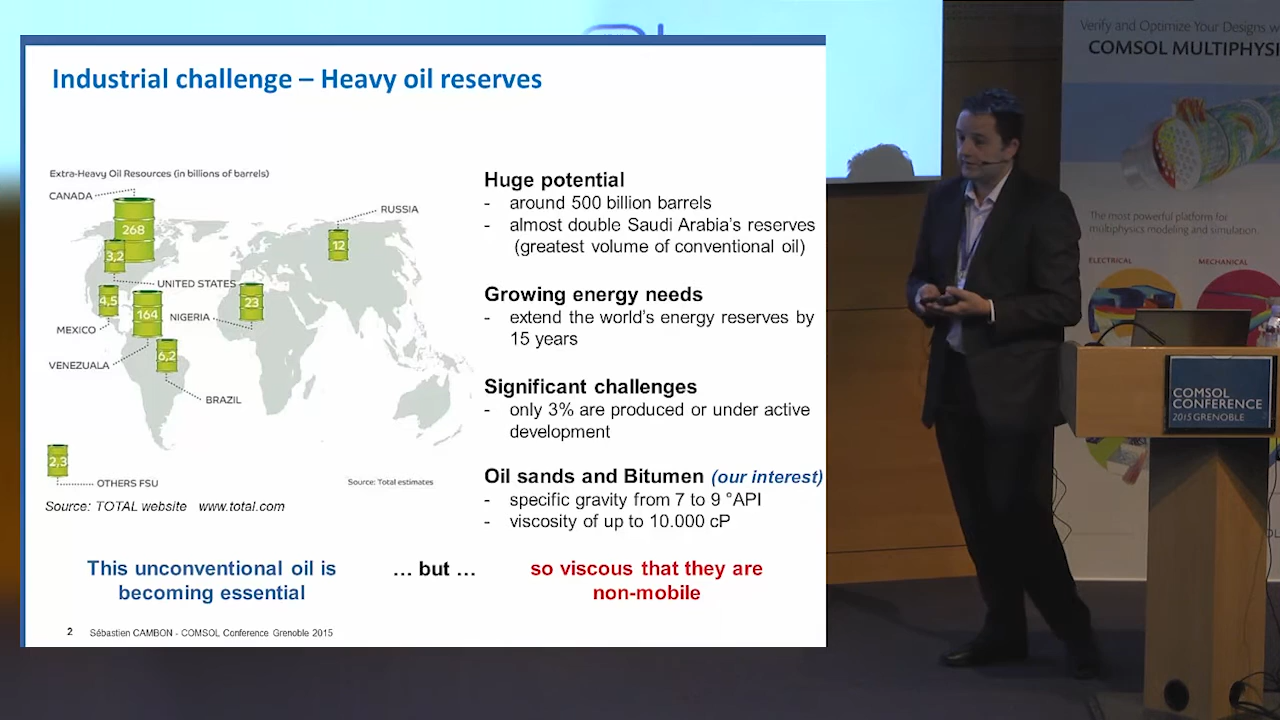 Industrial challenge – Heavy oil reserves
Extra-Heavy Oil Resources (in billions of barrels)
CANADA
268
3,2
UNITED STATES
RUSSIA
12
4,5
MEXICO
164
VENEZUALA
NIGERIA
23
6,2
BRAZIL
2,3
OTHERS FSU
Source: Total estimates
Source: TOTAL website www.total.com
Huge potential
- around 500 billion barrels
- almost double Saudi Arabia's reserves
(greatest volume of conventional oil)
Growing energy needs
- extend the world's energy reserves by
15 years
Significant challenges
- only 3% are produced or under active
development
Oil sands and Bitumen (our interest)
- specific gravity from 7 to 9 °API
- viscosity of up to 10.000 cP
This unconventional oil is
becoming essential
... but ...
so viscous that they are
non-mobile
2 Sébastien CAMBON - COMSOL Conference Grenoble 2015
Verify and Optimize Your Designs w
COMSOL MULTIPHYSI
The most powerful platform for
multiphysics modeling and simulation.
ELECTRICAL
MECHANICAL
COMSOL
CONFERENCE
2015 GRENOBLE